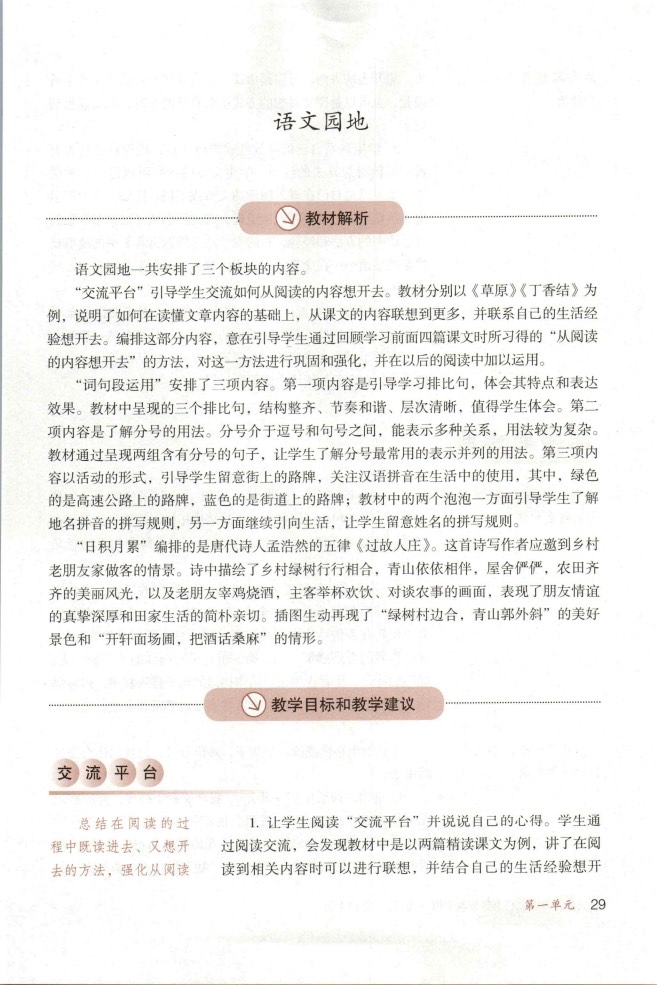 语文园地
教材解析
语文园地一共安排了三个板块的内容。
“交流平台”引导学生交流如何从阅读的内容想开去。教材分别以《草原》《丁香结》为
例，说明了如何在读懂文章内容的基础上，从课文的内容联想到更多，并联系自己的生活经
验想开去。编排这部分内容，意在引导学生通过回顾学习前面四篇课文时所习得的“从阅读
的内容想开去”的方法，对这一方法进行巩固和强化，并在以后的阅读中加以运用。
“词句段运用”安排了三项内容。第一项内容是引导学习排比句，体会其特点和表达
效果。教材中呈现的三个排比句，结构整齐、节奏和谐、层次清晰，值得学生体会。第二
项内容是了解分号的用法。分号介于逗号和句号之间，能表示多种关系，用法较为复杂。
教材通过呈现两组含有分号的句子，让学生了解分号最常用的表示并列的用法。第三项内
容以活动的形式，引导学生留意街上的路牌，关注汉语拼音在生活中的使用，其中，绿色
的是高速公路上的路牌，蓝色的是街道上的路牌；教材中的两个泡泡一方面引导学生了解
地名拼音的拼写规则，另一方面继续引向生活，让学生留意姓名的拼写规则。
“日积月累”编排的是唐代诗人孟浩然的五律《过故人庄》。这首诗写作者应邀到乡村
老朋友家做客的情景。诗中描绘了乡村绿树行行相合，青山依依相伴，屋舍俨俨，农田齐
齐的美丽风光，以及老朋友宰鸡烧酒，主客举杯欢饮、对谈农事的画面，表现了朋友情谊
的真挚深厚和田家生活的简朴亲切。插图生动再现了“绿树村边合，青山郭外斜”的美好
景色和“开轩面场圃，把酒话桑麻”的情形。
教学目标和教学建议
交流平台
总结在阅读的过
程中既读进去、又想开
去的方法，强化从阅读
1. 让学生阅读“交流平台”并说说自己的心得。学生通
过阅读交流，会发现教材中是以两篇精读课文为例，讲了在阅
读到相关内容时可以进行联想，并结合自己的生活经验想开
第一单元 29